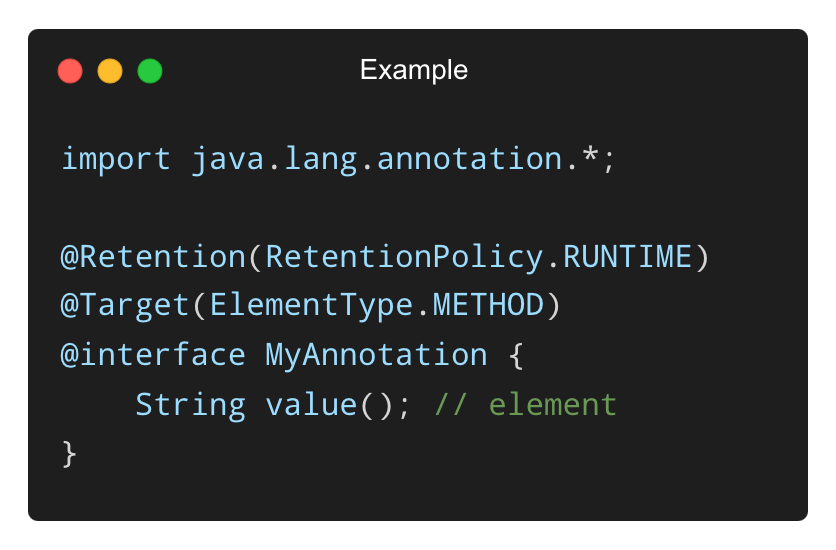 Example
import java.lang.annotation.*;
@Retention(RetentionPolicy.RUNTIME)
@Target(ElementType.METHOD)
@interface MyAnnotation {
    String value(); // element
}